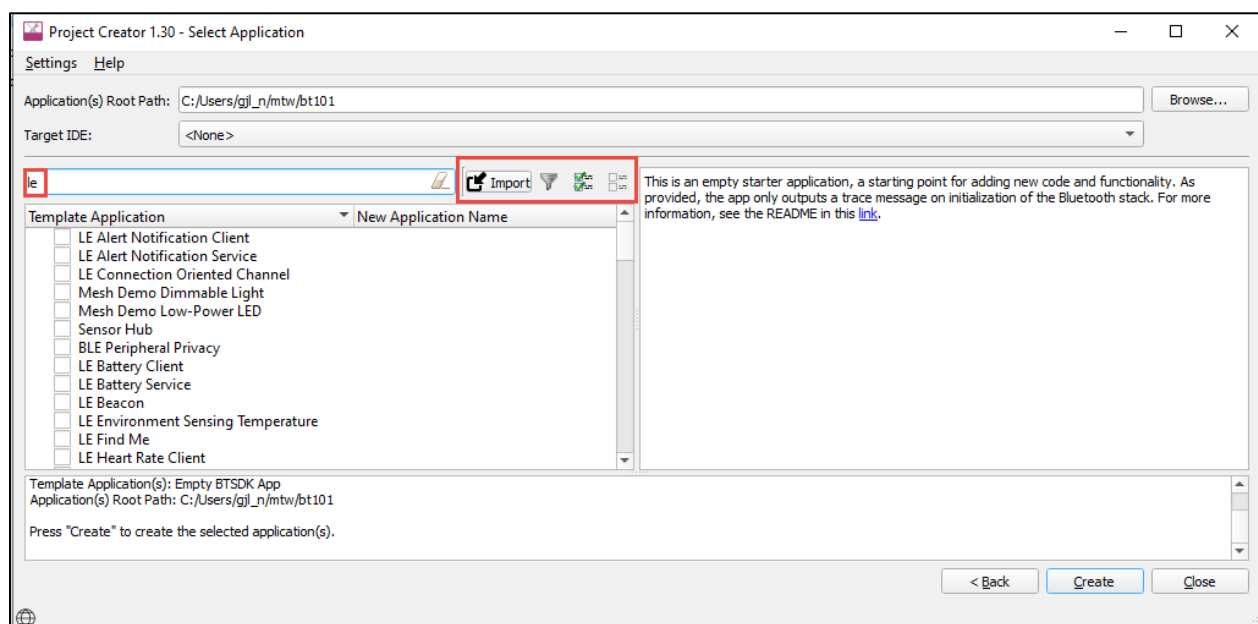 Project Creator 1.30 - Select Application
Settings Help
Application(s) Root Path: C:/Users/gjl_n/mtw/bt101 Browse...
Target IDE: <None>
le Import
Template Application New Application Name
LE Alert Notification Client
LE Alert Notification Service
LE Connection Oriented Channel
Mesh Demo Dimmable Light
Mesh Demo Low-Power LED
Sensor Hub
BLE Peripheral Privacy
LE Battery Client
LE Battery Service
LE Beacon
LE Environment Sensing Temperature
LE Find Me
LE Heart Rate Client
This is an empty starter application, a starting point for adding new code and functionality. As
provided, the app only outputs a trace message on initialization of the Bluetooth stack. For more
information, see the README in this link.
Template Application(s): Empty BTSDK App
Application(s) Root Path: C:/Users/gjl_n/mtw/bt101
Press "Create" to create the selected application(s).
< Back Create Close